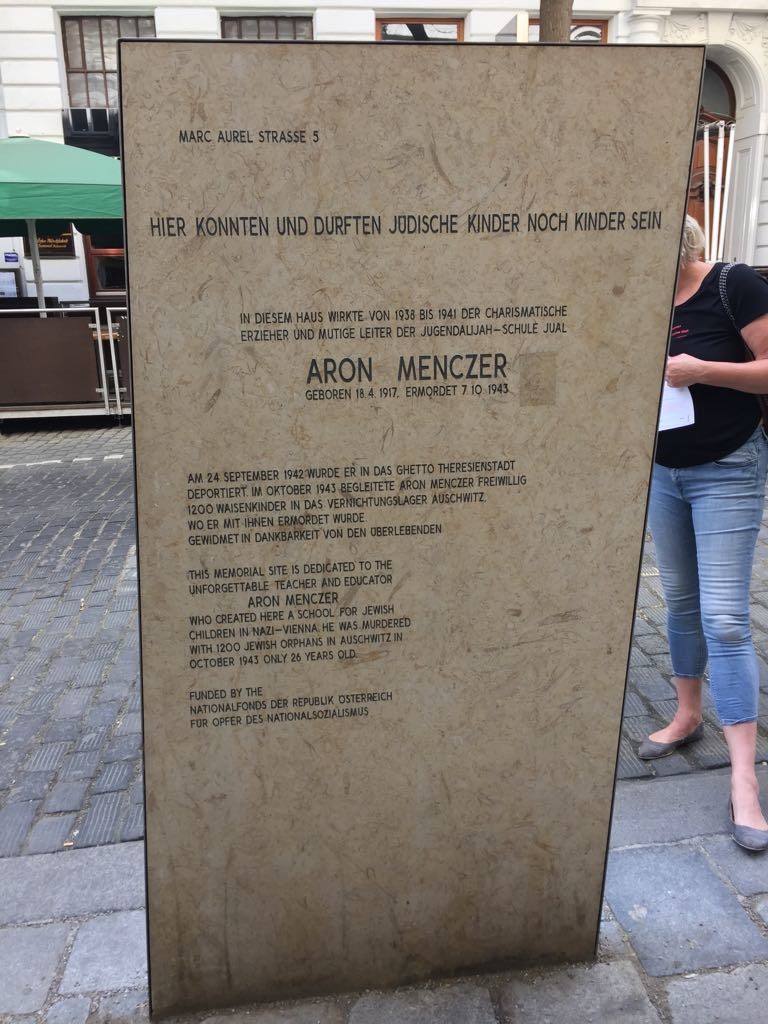 MARC AUREL STRASSE 5
HIER KONNTEN UND DURFTEN JÜDISCHE KINDER NOCH KINDER SEIN
IN DIESEM HAUS WIRKTE VON 1938 BIS 1941 DER CHARISMATISCHE
ERZIEHER UND MUTIGE LEITER DER JUGENDALIJAH-SCHULE JUAL
ARON MENCZER
GEBOREN 18.4.1917, ERMORDET 7.10.1943
AM 24. SEPTEMBER 1942 WURDE ER IN DAS GHETTO THERESIENSTADT
DEPORTIERT. IM OKTOBER 1943 BEGLEITETE ARON MENCZER FREIWILLIG
1200 WAISENKINDER IN DAS VERNICHTUNGSLAGER AUSCHWITZ,
WO ER MIT IHNEN ERMORDET WURDE.
GEWIDMET IN DANKBARKEIT VON DEN ÜBERLEBENDEN
THIS MEMORIAL SITE IS DEDICATED TO THE
UNFORGETTABLE TEACHER AND EDUCATOR
ARON MENCZER
WHO CREATED HERE A SCHOOL FOR JEWISH
CHILDREN IN NAZI-VIENNA. HE WAS MURDERED
WITH 1200 JEWISH ORPHANS IN AUSCHWITZ IN
OCTOBER 1943 ONLY 26 YEARS OLD.
FUNDED BY THE
NATIONALFONDS DER REPUBLIK ÖSTERREICH
FÜR OPFER DES NATIONALSOZIALISMUS